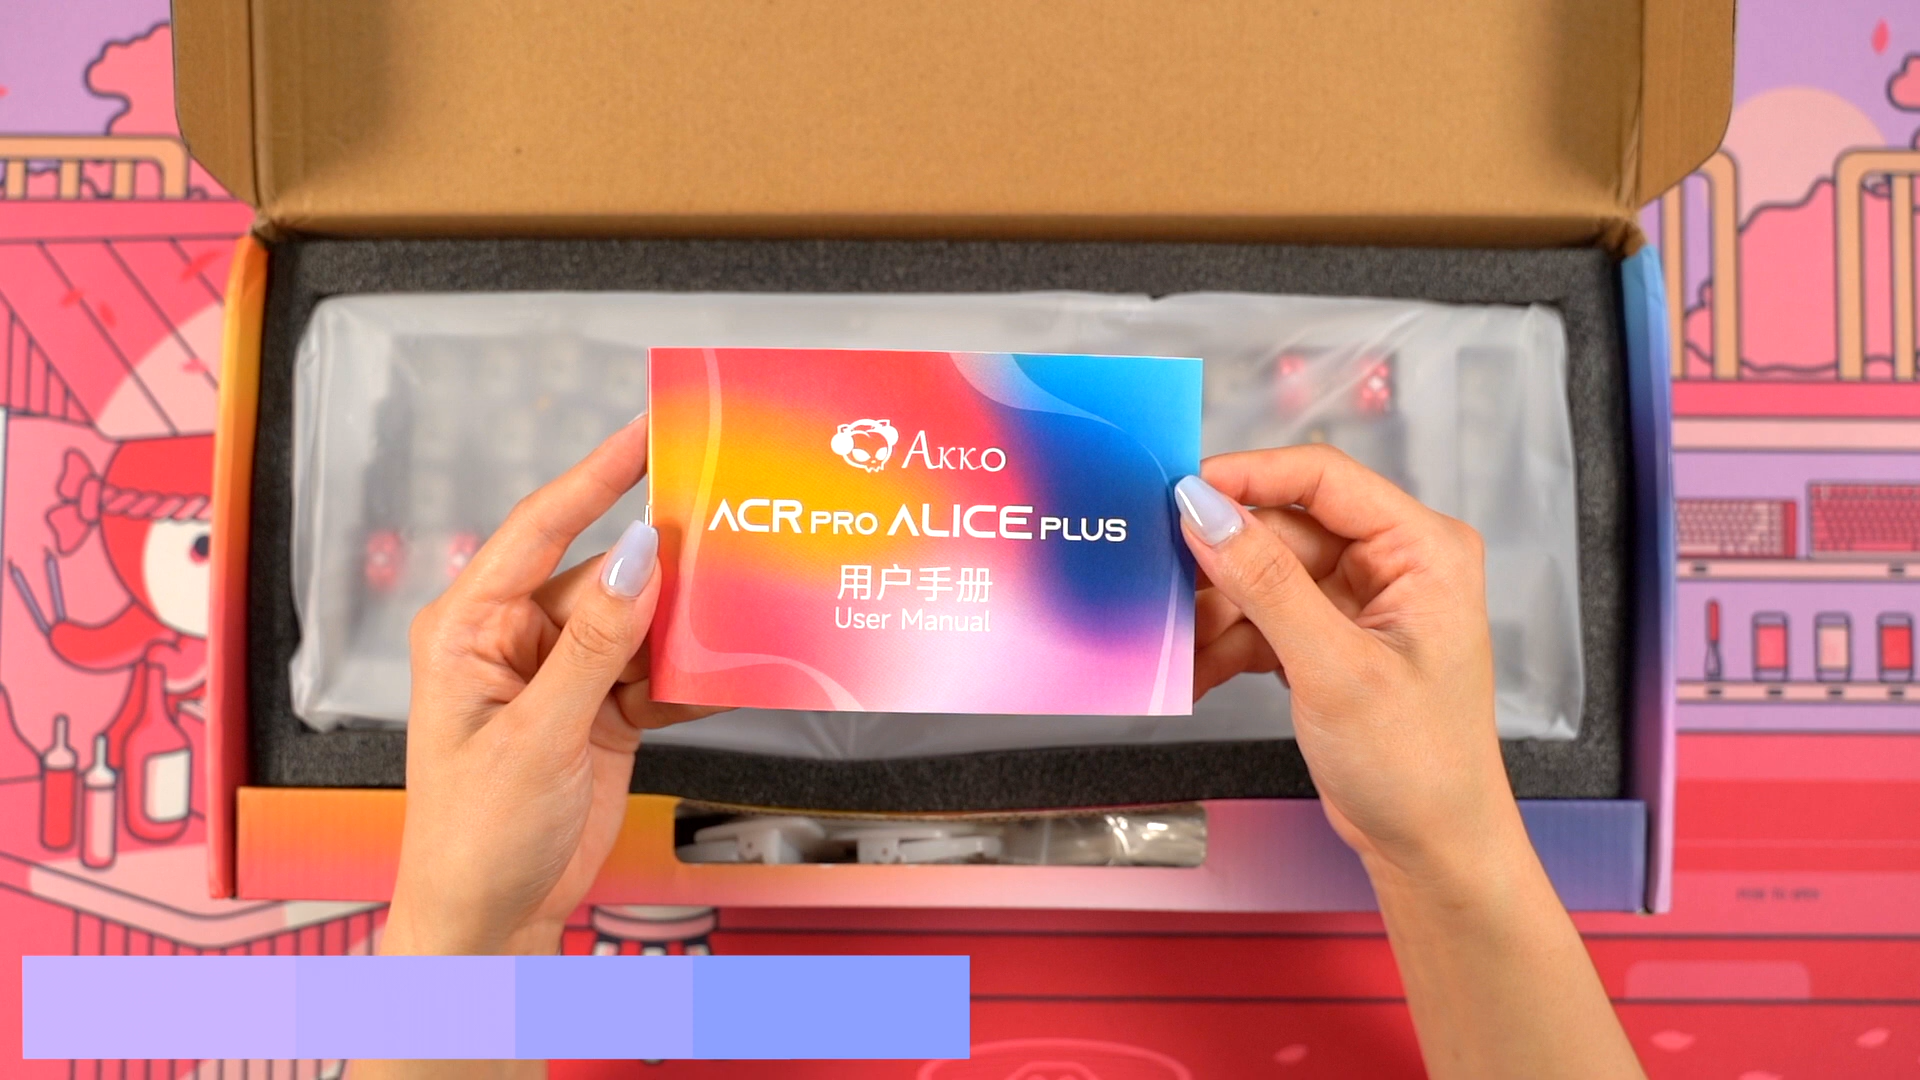 AKKO
ACR PRO ALICE PLUS
用户手册
User Manual